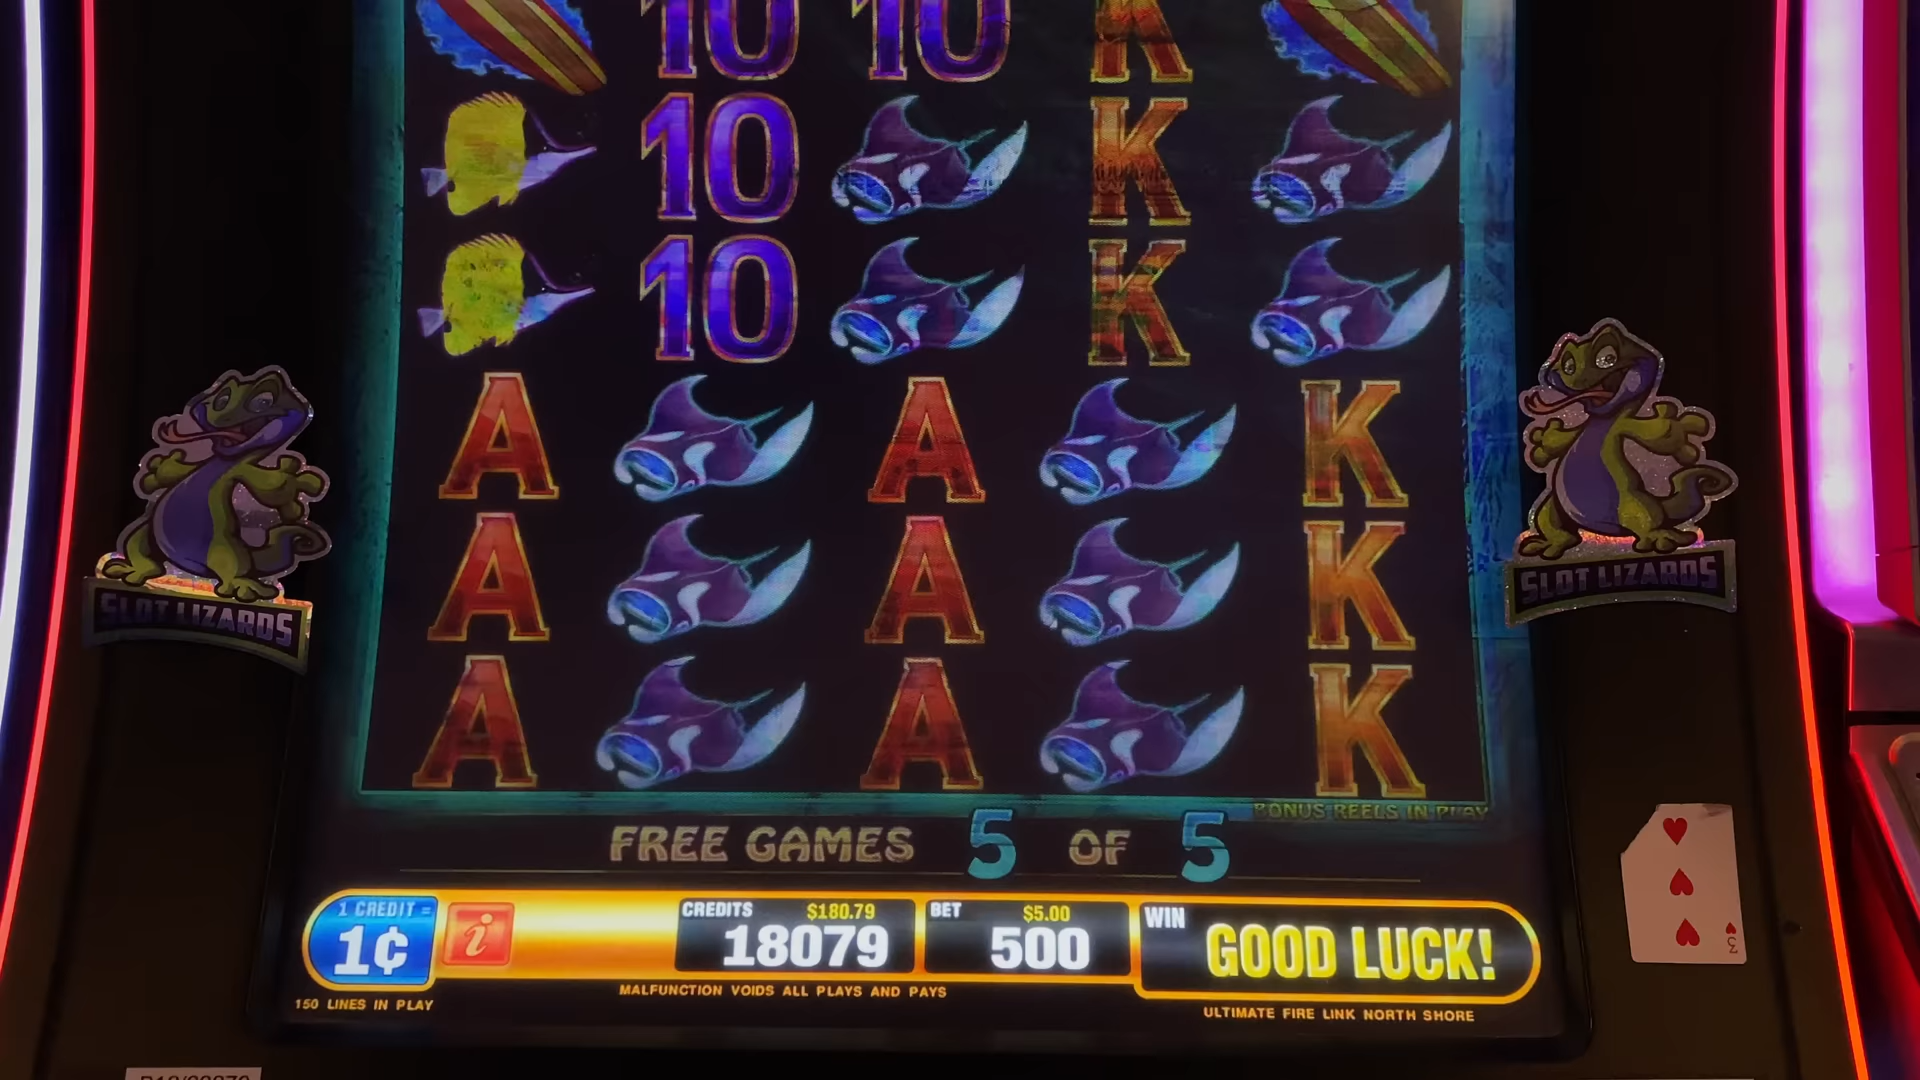 10 10 K
10 K
10 K
A A K
A A K
A A K
SLOT LIZARDS
SLOT LIZARDS
BONUS REELS IN PLAY
FREE GAMES 5 OF 5
1 CREDIT =
1¢
i
CREDITS $180.79
18079
BET $5.00
500
WIN
GOOD LUCK!
150 LINES IN PLAY
MALFUNCTION VOIDS ALL PLAYS AND PAYS
ULTIMATE FIRE LINK NORTH SHORE
3